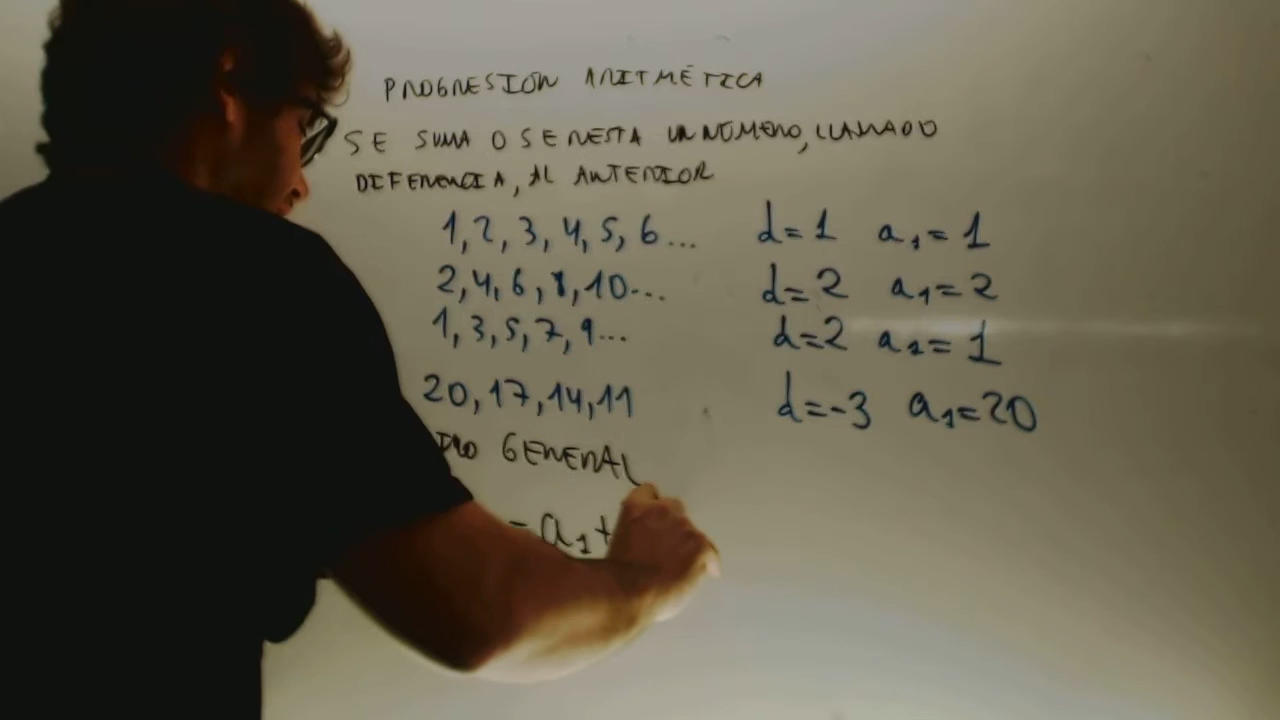 PROGRESIÓN ARITMÉTICA
SE SUMA O SE RESTA UN NÚMERO, LLAMADO
DIFERENCIA, AL ANTERIOR
1, 2, 3, 4, 5, 6... d=1 a₁=1
2, 4, 6, 8, 10... d=2 a₁=2
1, 3, 5, 7, 9... d=2 a₁=1
20, 17, 14, 11 d=-3 a₁=20
GENERAL
= a₁ +